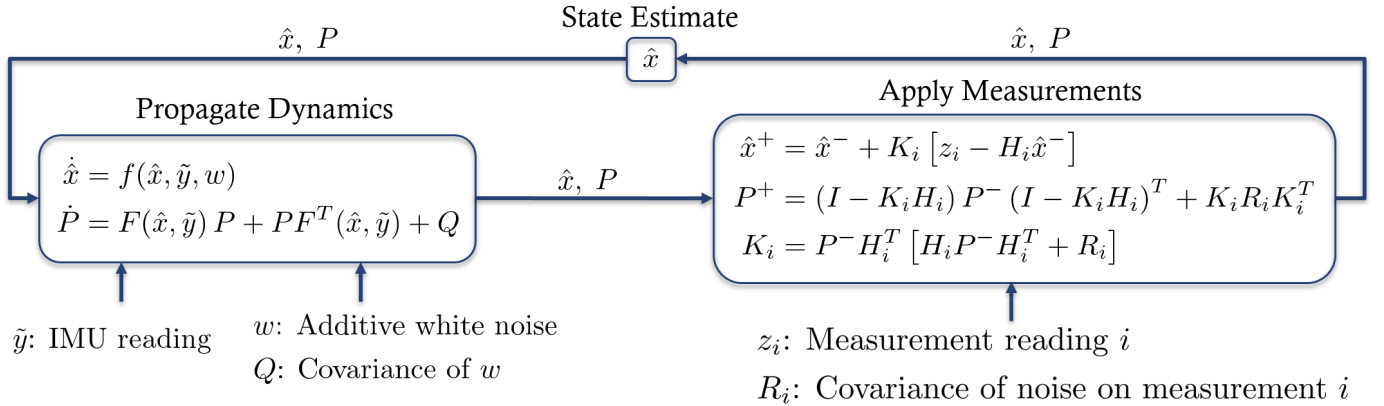 State Estimate
x̂, P
x̂
x̂, P
Propagate Dynamics
Apply Measurements
ẋ̂ = f(x̂, ỹ, w)
Ṗ = F(x̂, ỹ) P + PFᵀ(x̂, ỹ) + Q
x̂, P
x̂⁺ = x̂⁻ + Kᵢ [zᵢ − Hᵢx̂⁻]
P⁺ = (I − KᵢHᵢ) P⁻ (I − KᵢHᵢ)ᵀ + KᵢRᵢKᵢᵀ
Kᵢ = P⁻Hᵢᵀ [HᵢP⁻Hᵢᵀ + Rᵢ]
ỹ: IMU reading
w: Additive white noise
Q: Covariance of w
zᵢ: Measurement reading i
Rᵢ: Covariance of noise on measurement i